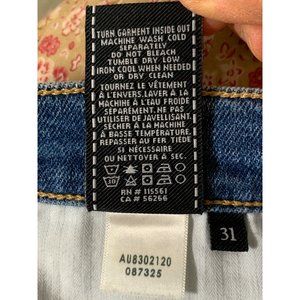 TURN GARMENT INSIDE OUT
MACHINE WASH COLD
SEPARATELY
DO NOT BLEACH
TUMBLE DRY LOW
IRON COOL WHEN NEEDED
OR DRY CLEAN
TOURNEZ LE VÊTEMENT
À L'ENVERS.LAVER À LA
MACHINE À L'EAU FROIDE
SÉPARÉMENT.NE PAS
UTILISER DE JAVELLISANT.
SÉCHER À LA MACHINE
À BASSE TEMPÉRATURE.
REPASSER AU FER TIÈDE
SI NÉCESSAIRE
OU NETTOYER À SEC.
30
RN # 115561
CA # 56266
31
AU8302120
087325